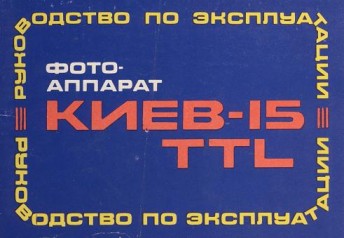 РУКОВОДСТВО ПО ЭКСПЛУАТАЦИИ
ФОТО-
АППАРАТ
КИЕВ-15
TTL
РУКОВОДСТВО ПО ЭКСПЛУАТАЦИИ